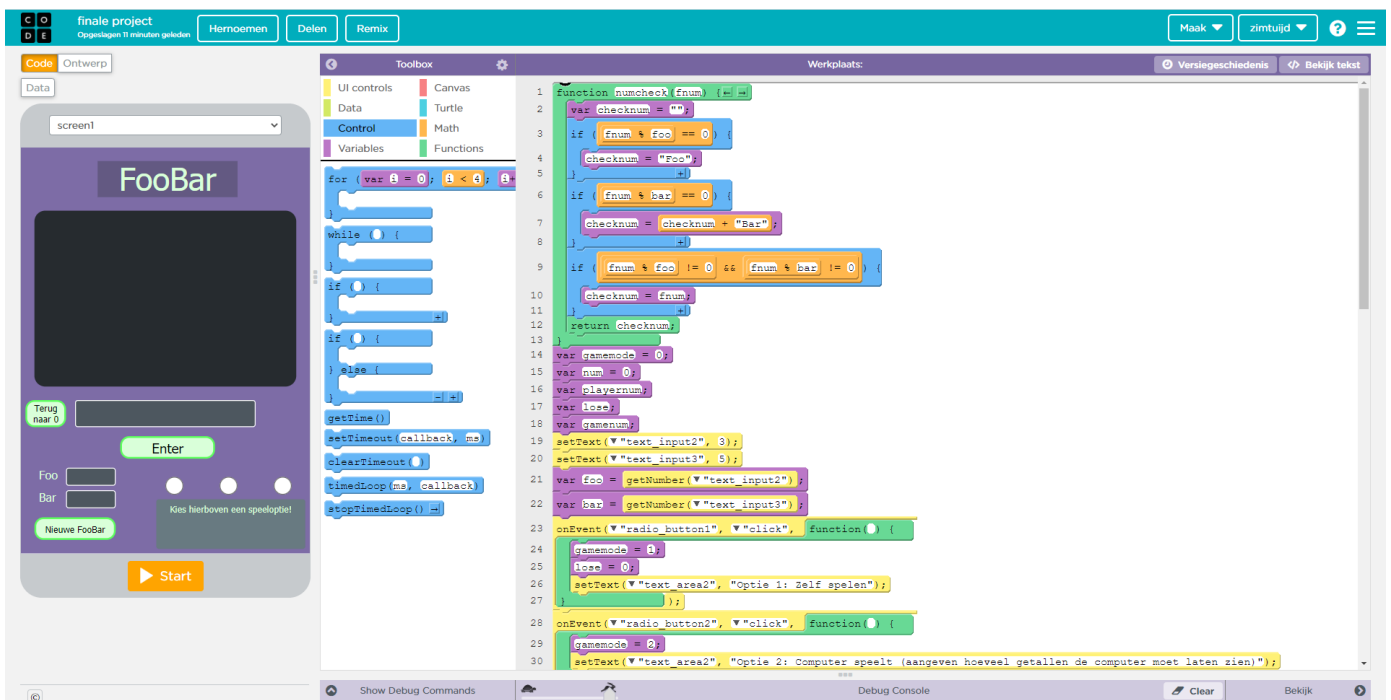 CO
DE
finale project
Opgeslagen 11 minuten geleden
Hernoemen
Delen
Remix
Maak ▼
zimtuijd ▼
?
Code
Ontwerp
Data
Toolbox
Werkplaats:
Versiegeschiedenis
</> Bekijk tekst
screen1
FooBar
Terug
naar 0
Enter
Foo
Bar
Kies hierboven een speeloptie!
Nieuwe FooBar
Start
UI controls
Canvas
Data
Turtle
Control
Math
Variables
Functions
for (var i = 0; i < 4; i+
}
while () {
}
if () {
}
if () {
} else {
}
getTime()
setTimeout(callback, ms)
clearTimeout()
timedLoop(ms, callback)
stopTimedLoop()
1 function numcheck(fnum) {
2 var checknum = "";
3 if (fnum % foo == 0) {
4 checknum = "Foo";
5 }
6 if (fnum % bar == 0) {
7 checknum = checknum + "Bar";
8 }
9 if (fnum % foo != 0 && fnum % bar != 0) {
10 checknum = fnum;
11 }
12 return checknum;
13 }
14 var gamemode = 0;
15 var num = 0;
16 var playernum;
17 var lose;
18 var gamenum;
19 setText(▼"text_input2", 3);
20 setText(▼"text_input3", 5);
21 var foo = getNumber(▼"text_input2");
22 var bar = getNumber(▼"text_input3");
23 onEvent(▼"radio_button1", ▼"click", function() {
24 gamemode = 1;
25 lose = 0;
26 setText(▼"text_area2", "Optie 1: Zelf spelen");
27 });
28 onEvent(▼"radio_button2", ▼"click", function() {
29 gamemode = 2;
30 setText(▼"text_area2", "Optie 2: Computer speelt (aangeven hoeveel getallen de computer moet laten zien)");
©
Show Debug Commands
Debug Console
Clear
Bekijk